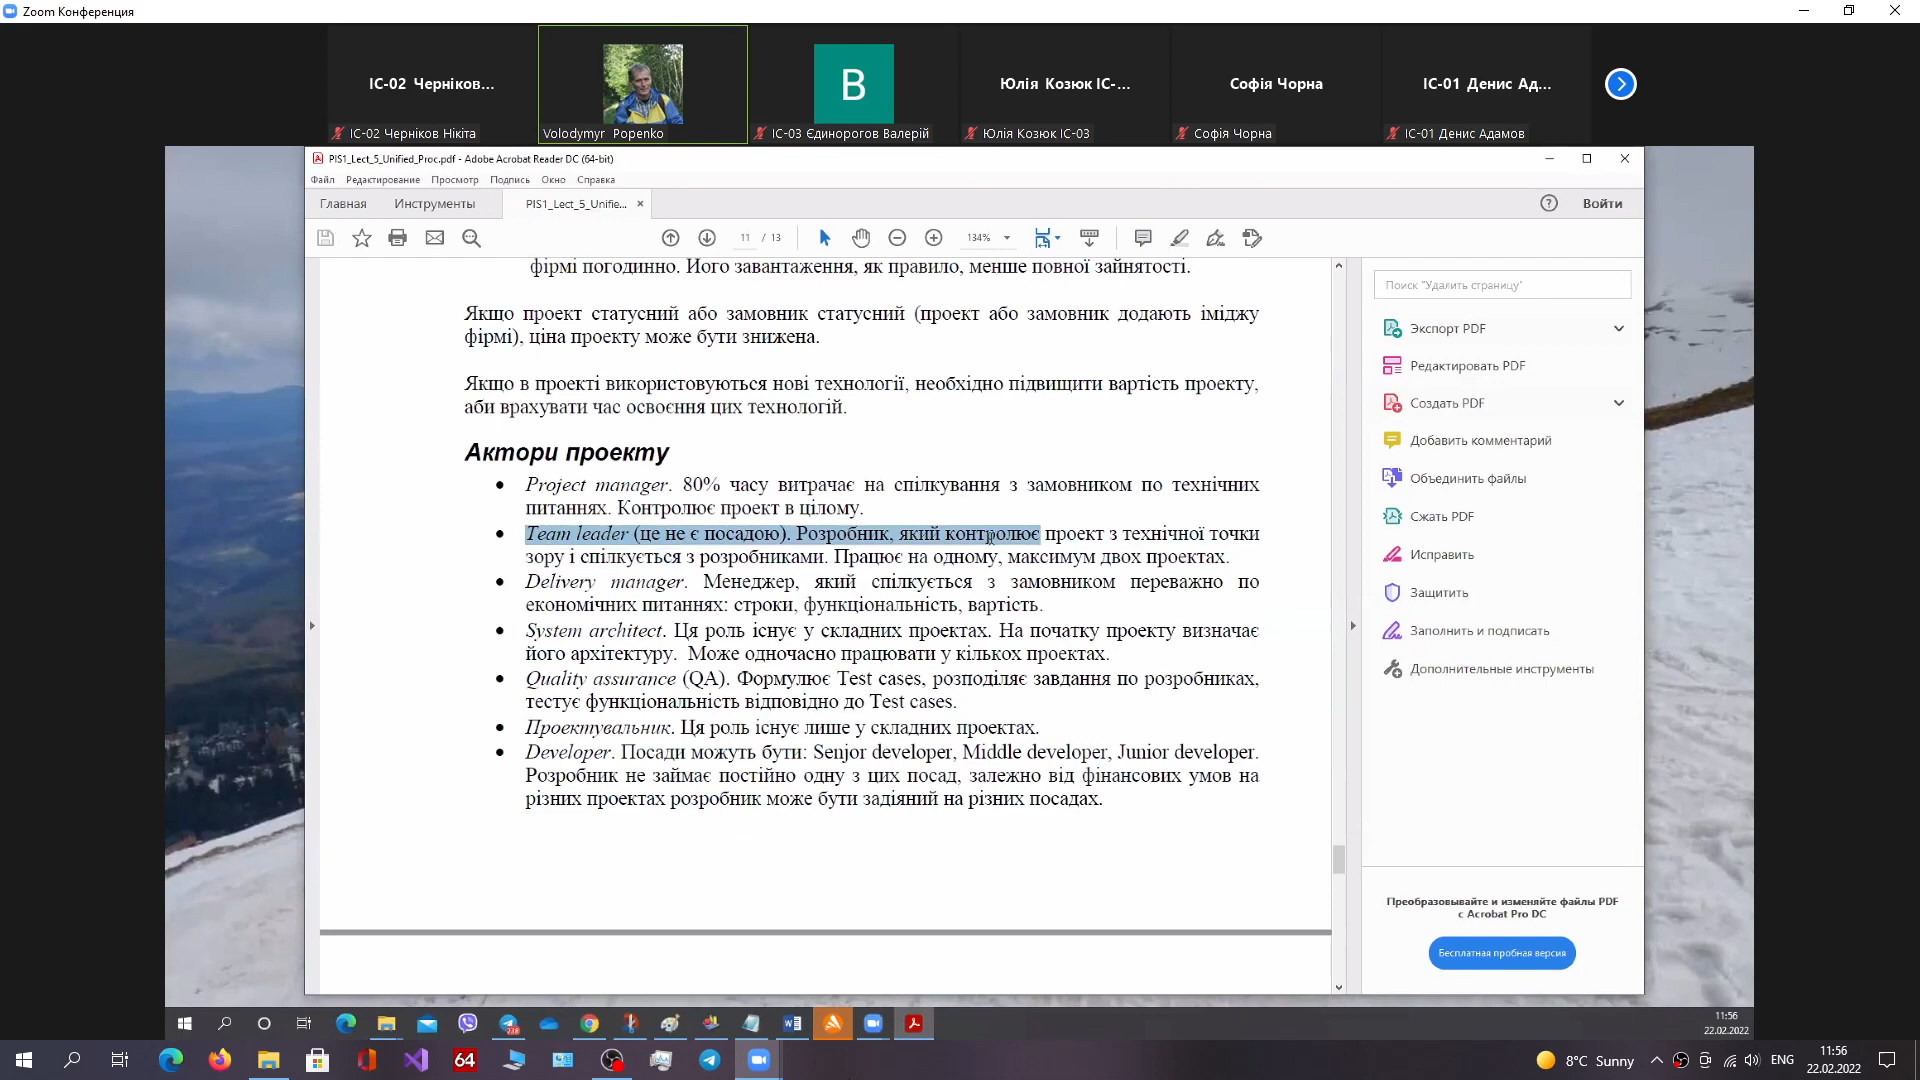 Zoom Конференция
ІС-02 Черніков...
В
Юлія Козюк ІС-...
Софія Чорна
ІС-01 Денис Ад...
ІС-02 Черніков Нікіта
Volodymyr Popenko
ІС-03 Єдинорогов Валерій
Юлія Козюк ІС-03
Софія Чорна
ІС-01 Денис Адамов
PIS1_Lect_5_Unified_Proc.pdf - Adobe Acrobat Reader DC (64-bit)
Файл Редактирование Просмотр Подпись Окно Справка
Главная Инструменты PIS1_Lect_5_Unifie... × Войти
11 / 13 134%
фірмі погодинно. Його завантаження, як правило, менше повної зайнятості.
Якщо проект статусний або замовник статусний (проект або замовник додають іміджу
фірмі), ціна проекту може бути знижена.
Якщо в проекті використовуються нові технології, необхідно підвищити вартість проекту,
аби врахувати час освоєння цих технологій.
Актори проекту
• Project manager. 80% часу витрачає на спілкування з замовником по технічних
питаннях. Контролює проект в цілому.
• Team leader (це не є посадою). Розробник, який контролює проект з технічної точки
зору і спілкується з розробниками. Працює на одному, максимум двох проектах.
• Delivery manager. Менеджер, який спілкується з замовником переважно по
економічних питаннях: строки, функціональність, вартість.
• System architect. Ця роль існує у складних проектах. На початку проекту визначає
його архітектуру. Може одночасно працювати у кількох проектах.
• Quality assurance (QA). Формулює Test cases, розподіляє завдання по розробниках,
тестує функціональність відповідно до Test cases.
• Проектувальник. Ця роль існує лише у складних проектах.
• Developer. Посади можуть бути: Senjor developer, Middle developer, Junior developer.
Розробник не займає постійно одну з цих посад, залежно від фінансових умов на
різних проектах розробник може бути задіяний на різних посадах.
Поиск "Удалить страницу"
Экспорт PDF
Редактировать PDF
Создать PDF
Добавить комментарий
Объединить файлы
Сжать PDF
Исправить
Защитить
Заполнить и подписать
Дополнительные инструменты
Преобразовывайте и изменяйте файлы PDF
с Acrobat Pro DC
Бесплатная пробная версия
11:56
22.02.2022
64
8°C Sunny
ENG
11:56
22.02.2022